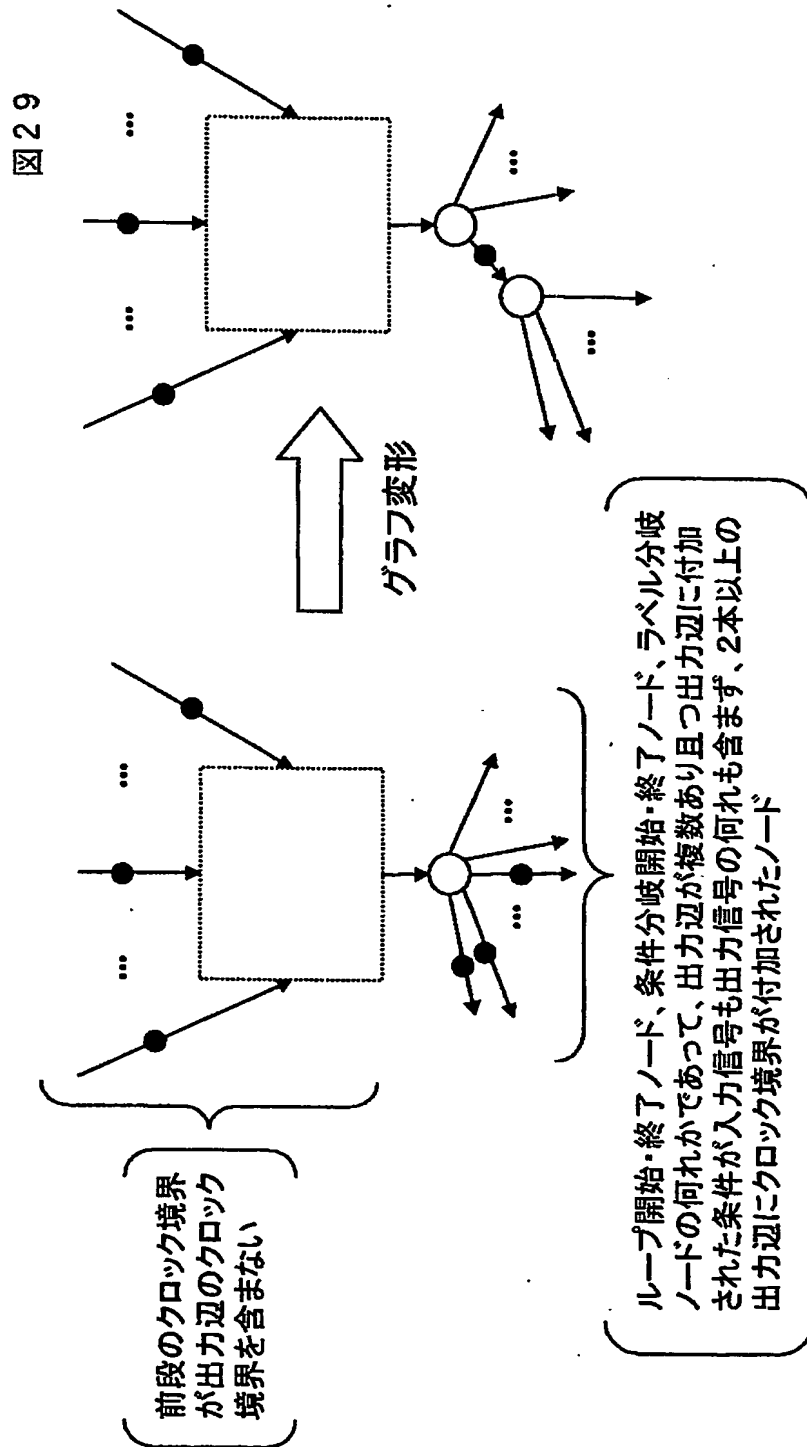 図29
前段のクロック境界
が出力辺のクロック
境界を含まない
グラフ変形
ループ開始・終了ノード、条件分岐開始・終了ノード、ラベル分岐
ノードの何れかであって、出力辺が複数あり且つ出力辺に付加
された条件が入力信号も出力信号の何れも含まず、2本以上の
出力辺にクロック境界が付加されたノード